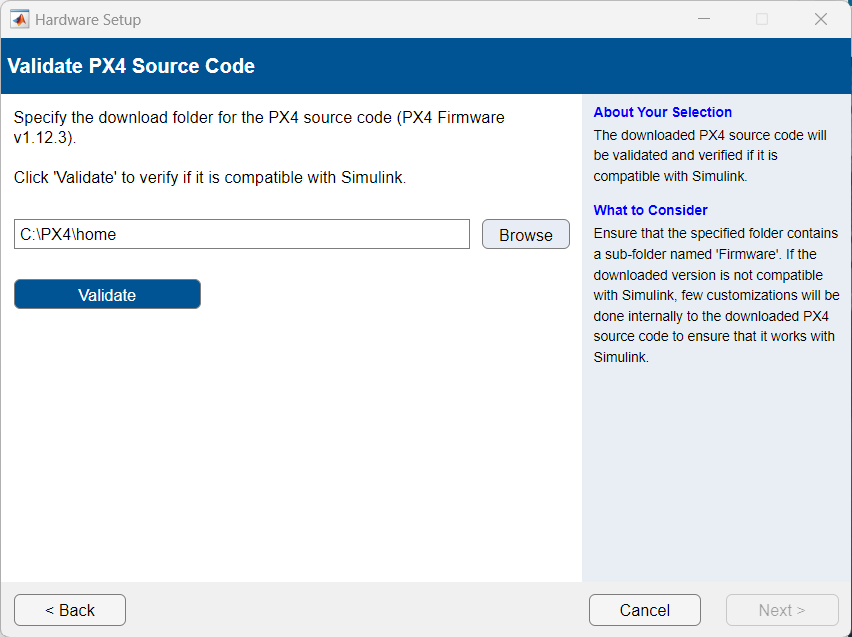 Hardware Setup
Validate PX4 Source Code
Specify the download folder for the PX4 source code (PX4 Firmware
v1.12.3).
Click 'Validate' to verify if it is compatible with Simulink.
C:\PX4\home
Browse
Validate
About Your Selection
The downloaded PX4 source code will
be validated and verified if it is
compatible with Simulink.
What to Consider
Ensure that the specified folder contains
a sub-folder named 'Firmware'. If the
downloaded version is not compatible
with Simulink, few customizations will be
done internally to the downloaded PX4
source code to ensure that it works with
Simulink.
< Back
Cancel
Next >